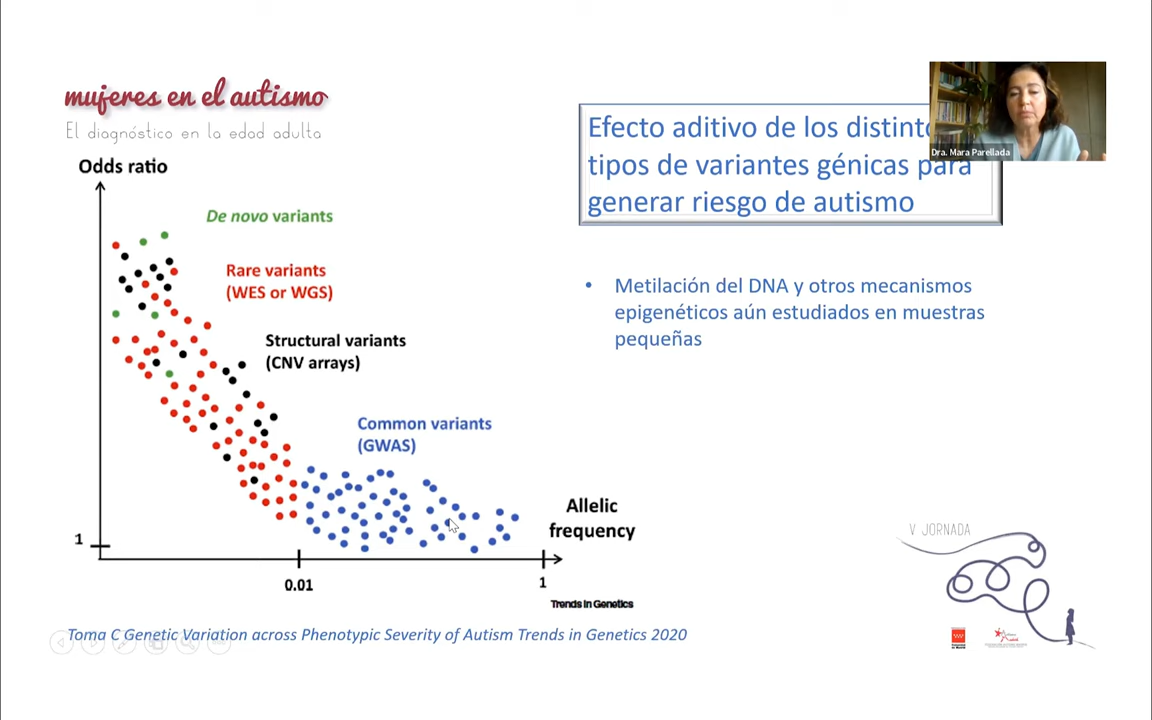 mujeres en el autismo
El diagnóstico en la edad adulta
Odds ratio
De novo variants
Rare variants
(WES or WGS)
Structural variants
(CNV arrays)
Common variants
(GWAS)
Allelic
frequency
1
0.01
1
Trends in Genetics
Toma C Genetic Variation across Phenotypic Severity of Autism Trends in Genetics 2020
Efecto aditivo de los
tipos de variantes génicas para
generar riesgo de autismo
Dra. Mara Parellada
• Metilación del DNA y otros mecanismos
epigenéticos aún estudiados en muestras
pequeñas
V JORNADA